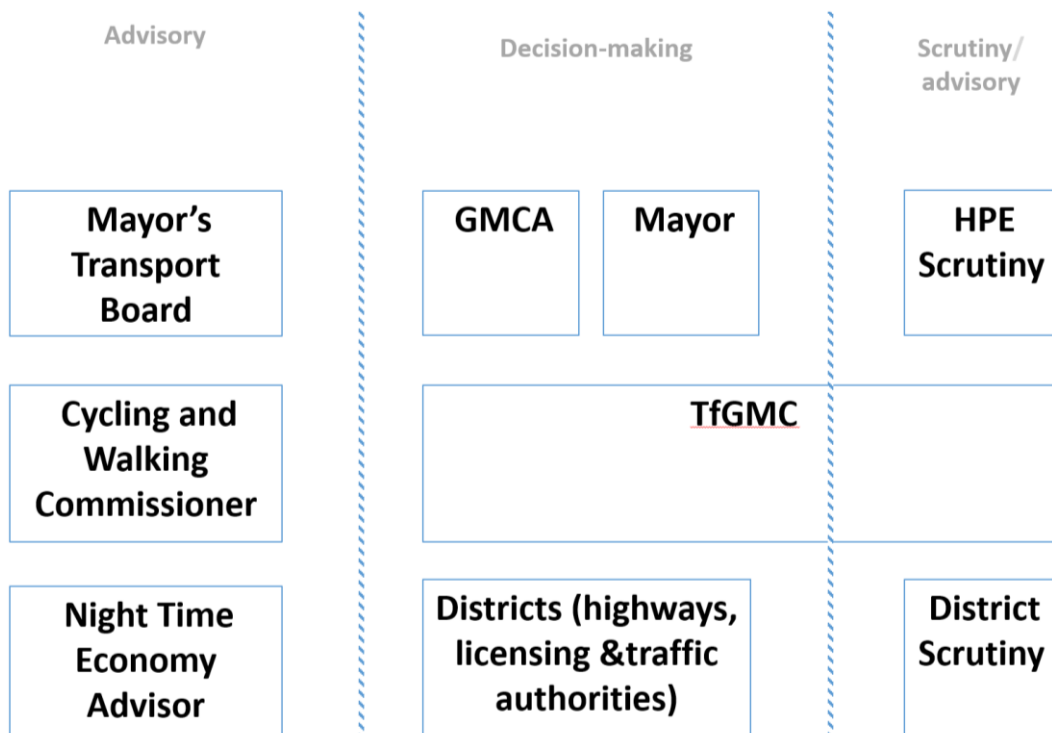 Advisory
Decision-making
Scrutiny/
advisory
Mayor's
Transport
Board
GMCA
Mayor
HPE
Scrutiny
Cycling and
Walking
Commissioner
TfGMC
Night Time
Economy
Advisor
Districts (highways,
licensing &traffic
authorities)
District
Scrutiny